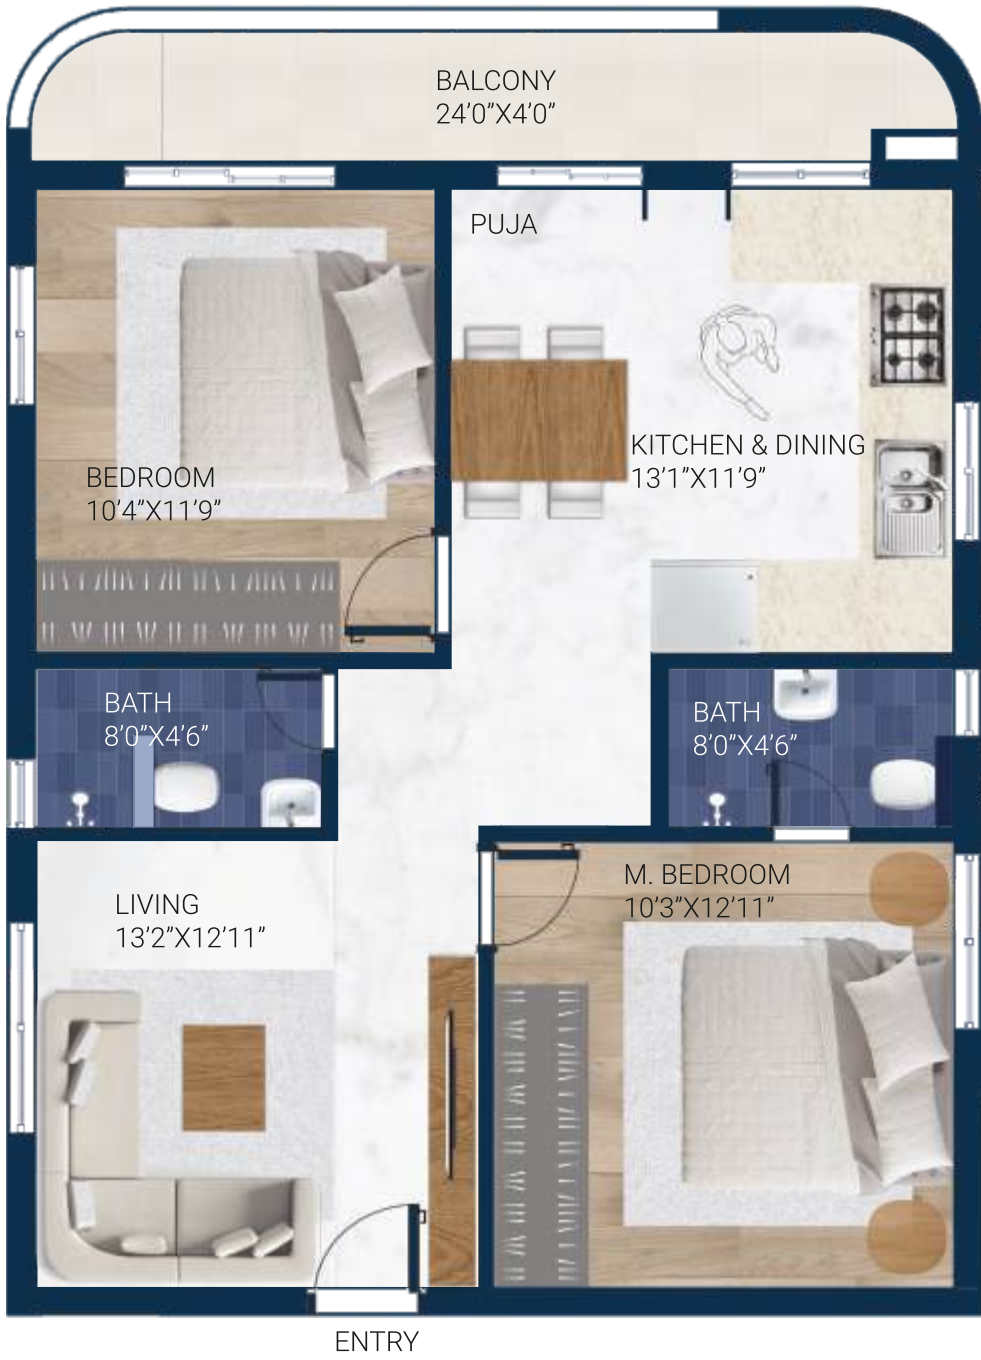 BALCONY
24'0”X4'0”
PUJA
KITCHEN & DINING
13'1”X11'9”
BEDROOM
10'4”X11'9”
BATH
8'0”X4'6”
BATH
8'0”X4'6”
M. BEDROOM
10'3”X12'11”
LIVING
13'2”X12'11”
ENTRY